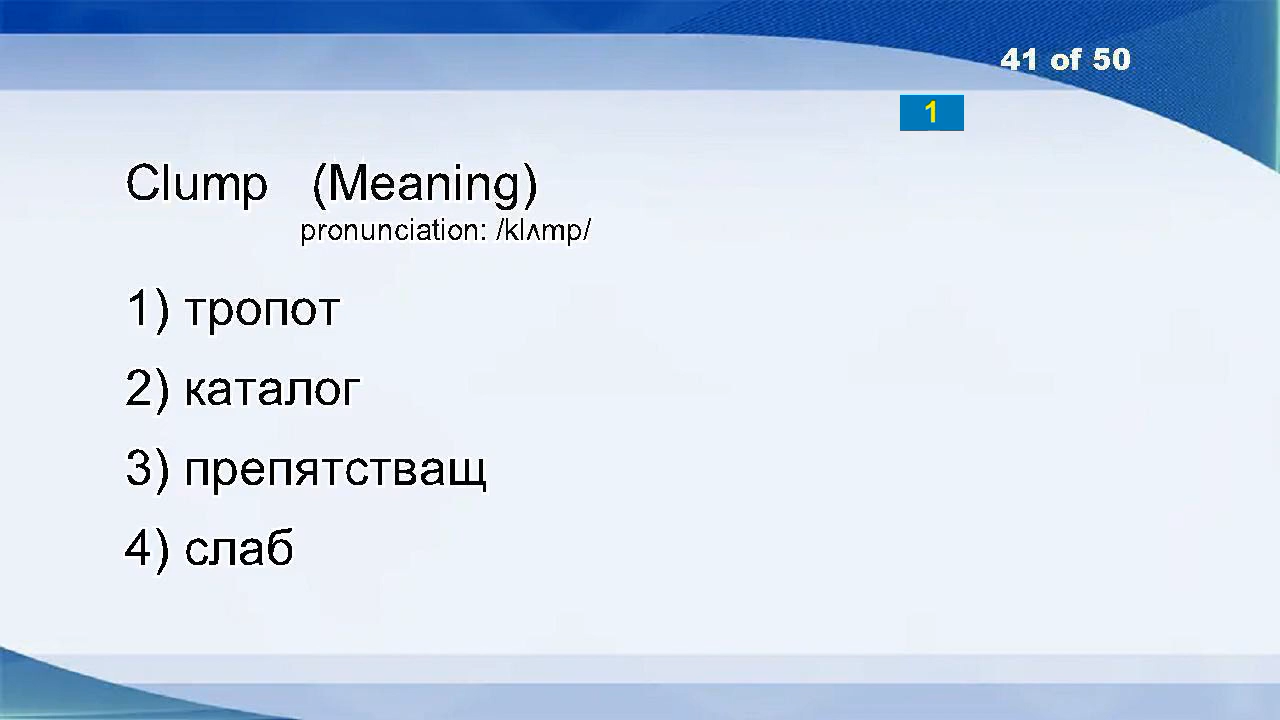 41 of 50
1
Clump (Meaning)
pronunciation: /klʌmp/
1) тропот
2) каталог
3) препятстващ
4) слаб